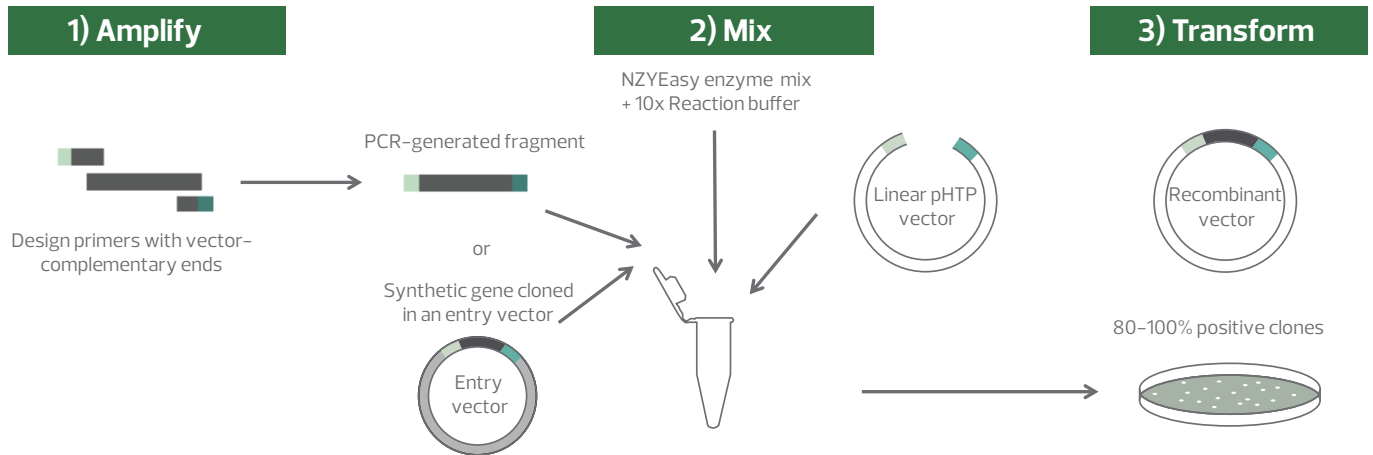 1) Amplify
2) Mix
3) Transform
NZYEasy enzyme mix
+ 10x Reaction buffer
PCR-generated fragment
Design primers with vector-
complementary ends
or
Synthetic gene cloned
in an entry vector
Entry
vector
Linear pHTP
vector
Recombinant
vector
80-100% positive clones